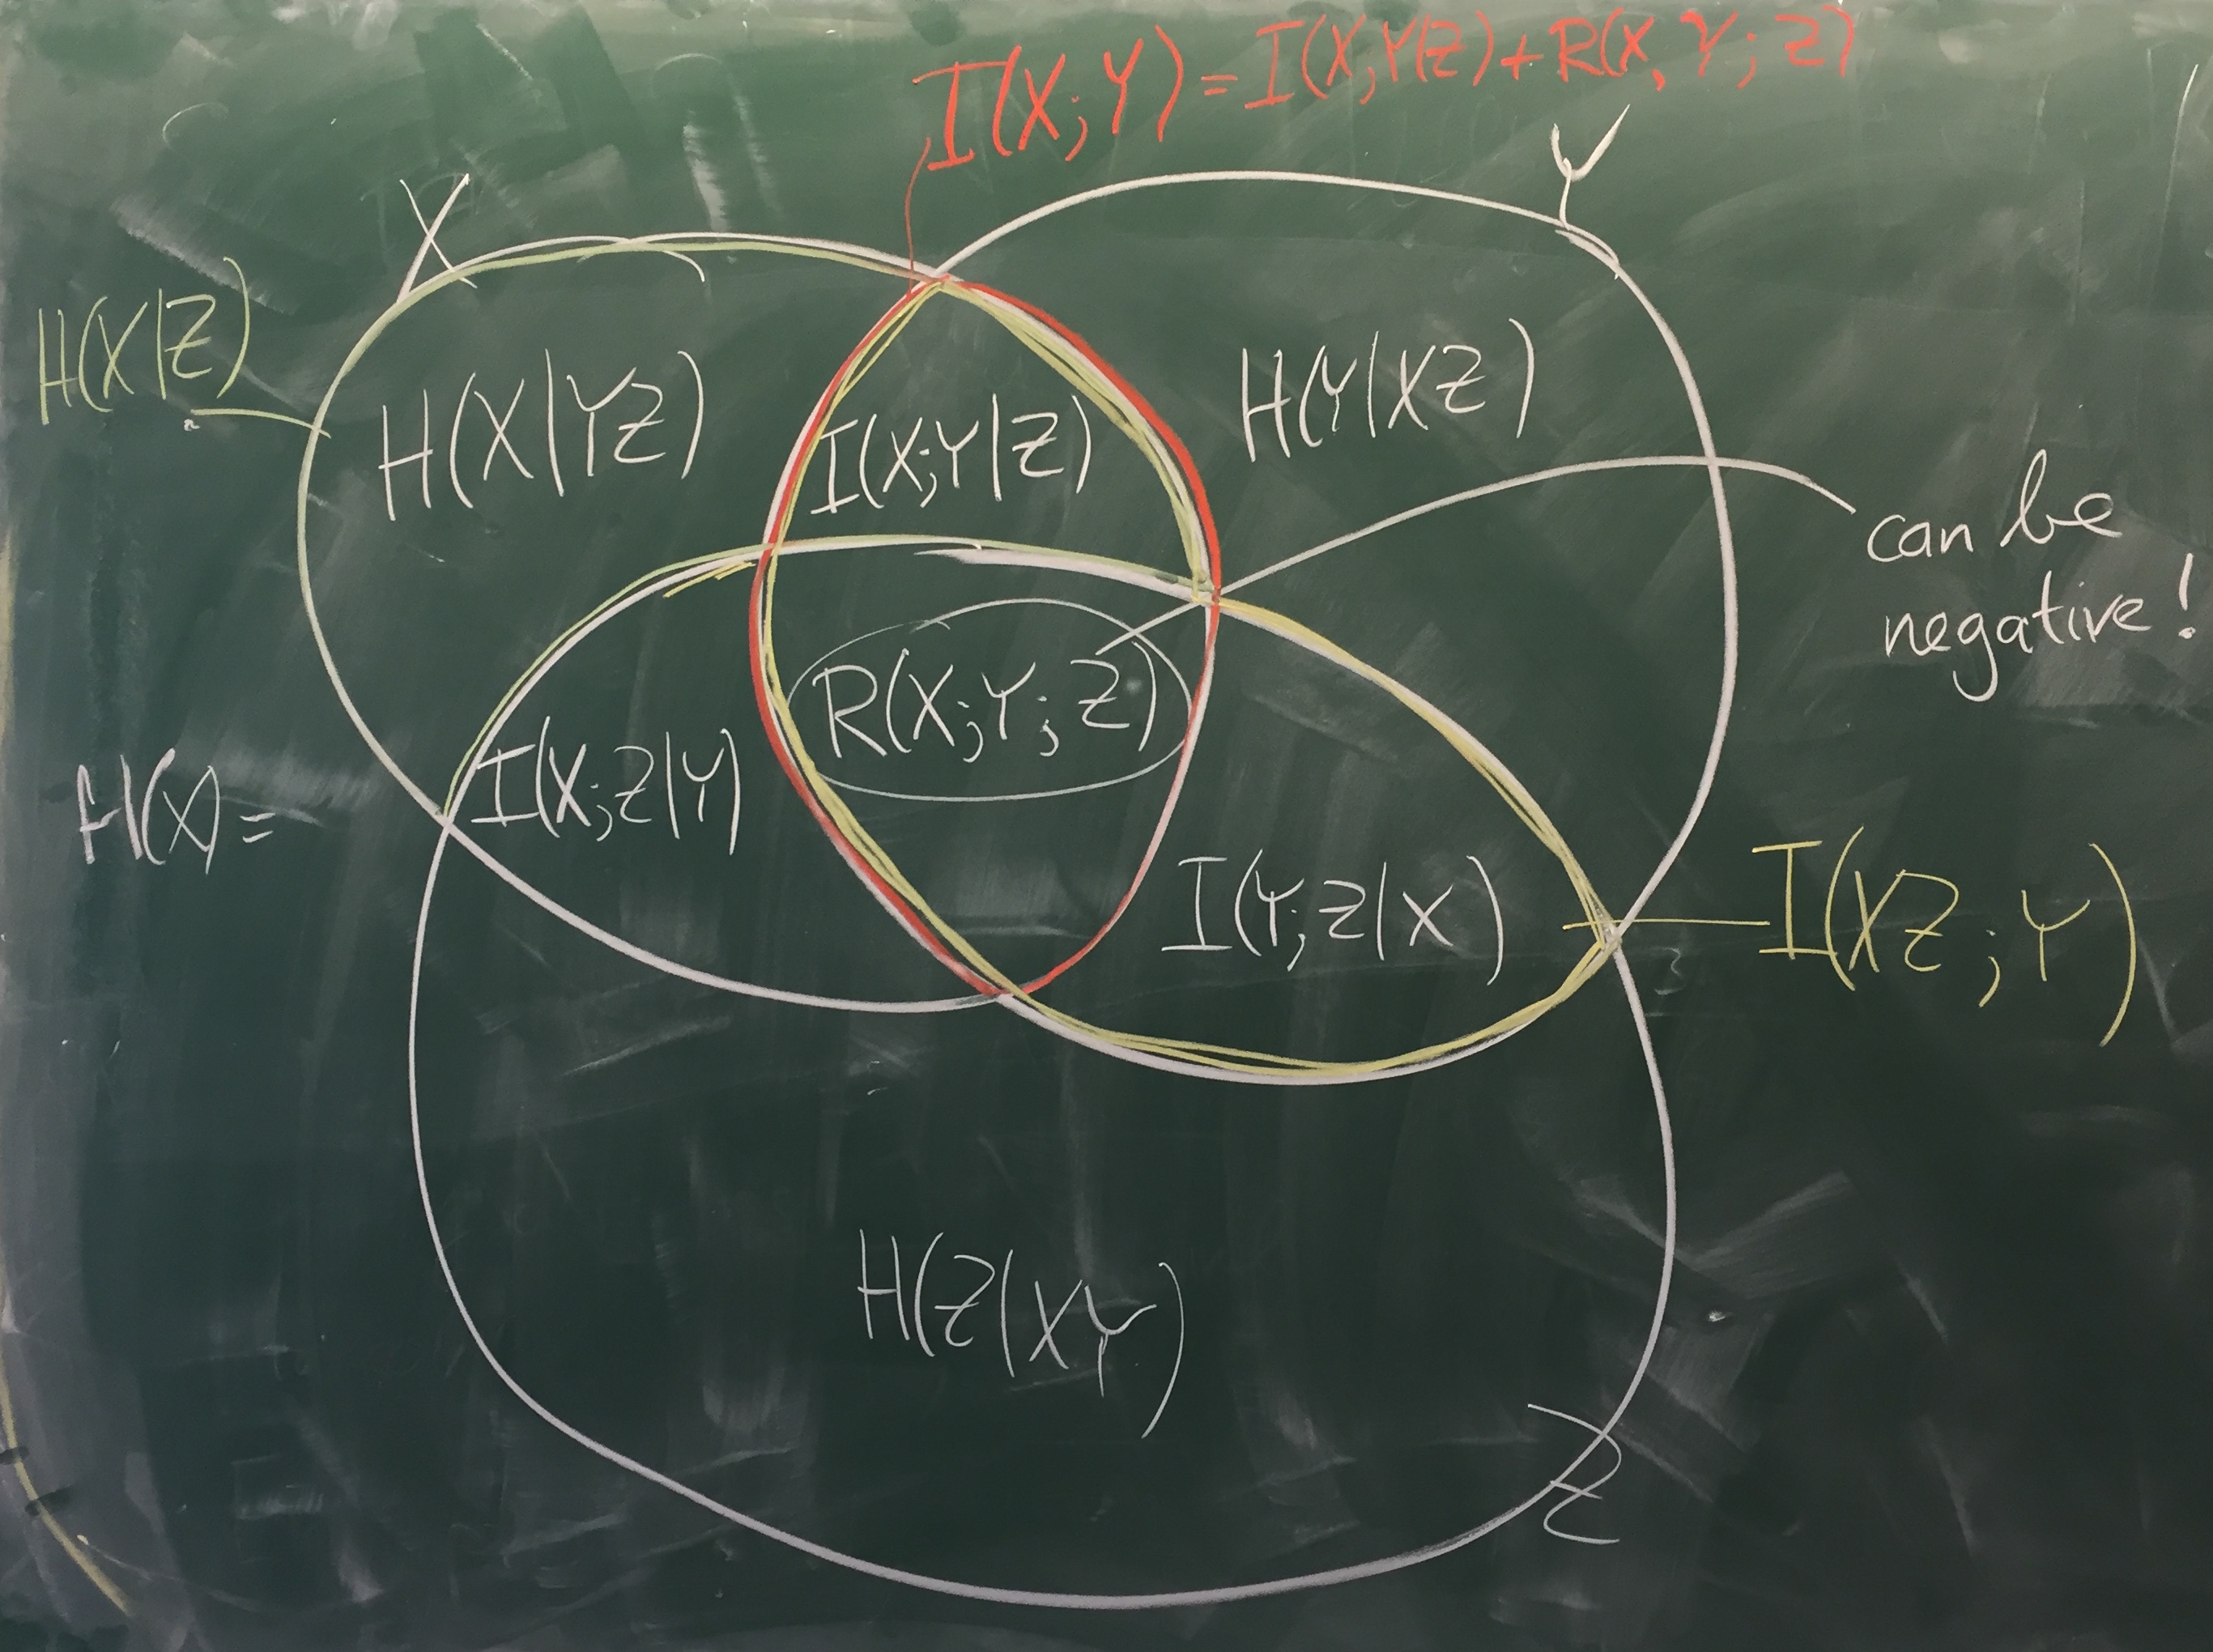 I(X;Y) = I(X;Y|Z) + R(X,Y;Z)
X
Y
H(X|Z)
H(X|YZ)
I(X;Y|Z)
H(Y|XZ)
can be
negative!
R(X;Y;Z)
I(X;Z|Y)
H(X) =
I(Y;Z|X)
I(XZ;Y)
H(Z|XY)
Z